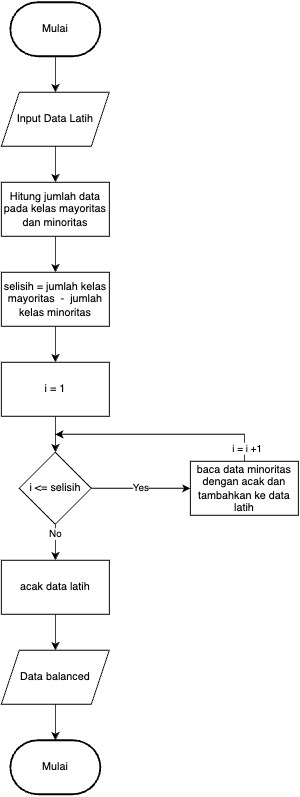 Mulai
Input Data Latih
Hitung jumlah data
pada kelas mayoritas
dan minoritas
selisih = jumlah kelas
mayoritas - jumlah
kelas minoritas
i = 1
i = i +1
i <= selisih
Yes
baca data minoritas
dengan acak dan
tambahkan ke data
latih
No
acak data latih
Data balanced
Mulai